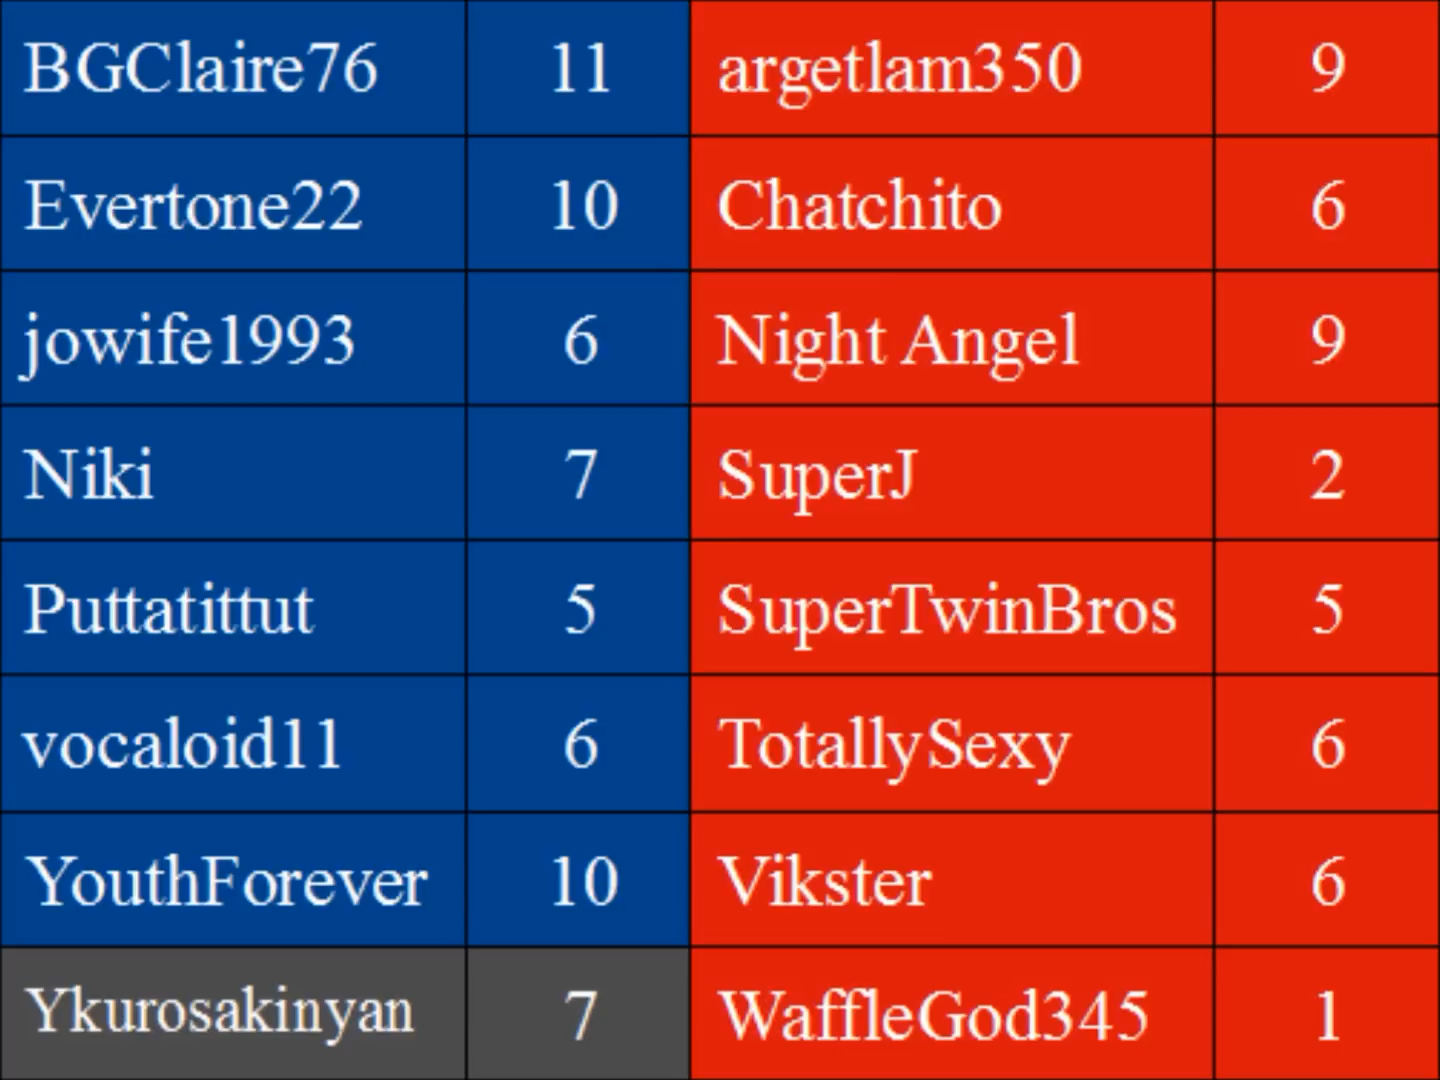 BGClaire76 11 argetlam350 9
Evertone22 10 Chatchito 6
jowife1993 6 Night Angel 9
Niki 7 SuperJ 2
Puttatittut 5 SuperTwinBros 5
vocaloid11 6 TotallySexy 6
YouthForever 10 Vikster 6
Ykurosakinyan 7 WaffleGod345 1